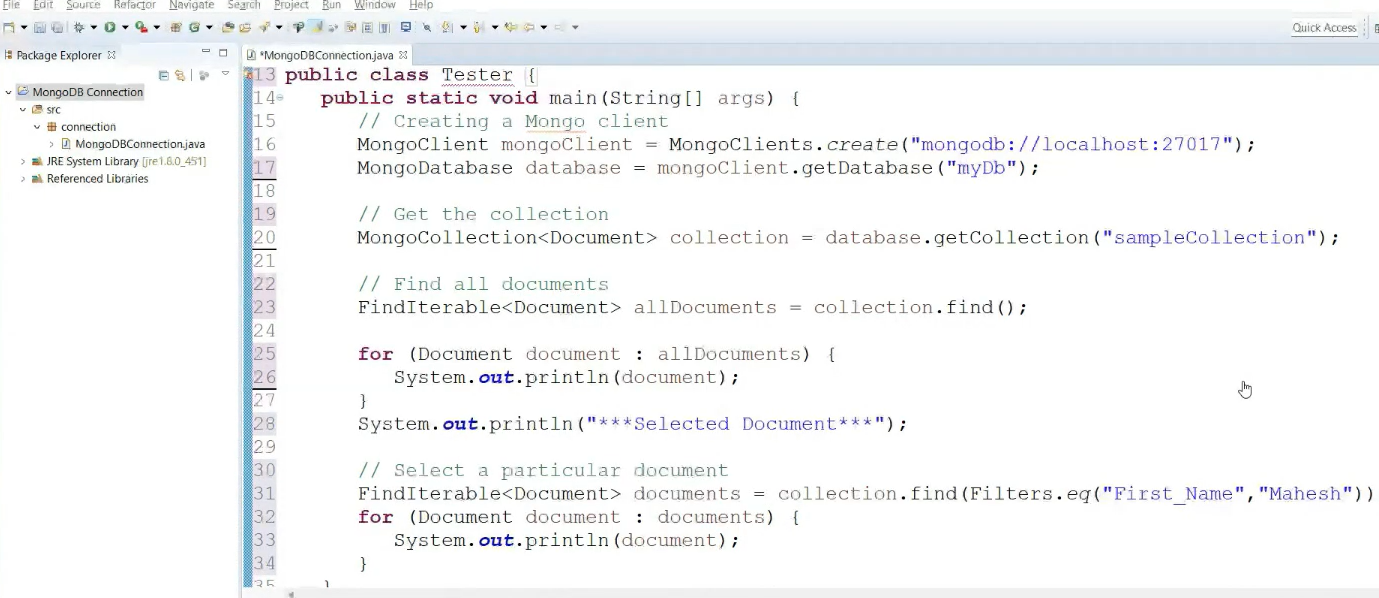 File Edit Source Refactor Navigate Search Project Run Window Help
Quick Access
Package Explorer
*MongoDBConnection.java
MongoDB Connection
src
connection
MongoDBConnection.java
JRE System Library [jre1.8.0_451]
Referenced Libraries
13 public class Tester {
14 public static void main(String[] args) {
15 // Creating a Mongo client
16 MongoClient mongoClient = MongoClients.create("mongodb://localhost:27017");
17 MongoDatabase database = mongoClient.getDatabase("myDb");
18
19 // Get the collection
20 MongoCollection<Document> collection = database.getCollection("sampleCollection");
21
22 // Find all documents
23 FindIterable<Document> allDocuments = collection.find();
24
25 for (Document document : allDocuments) {
26 System.out.println(document);
27 }
28 System.out.println("***Selected Document***");
29
30 // Select a particular document
31 FindIterable<Document> documents = collection.find(Filters.eq("First_Name","Mahesh"))
32 for (Document document : documents) {
33 System.out.println(document);
34 }
35 }